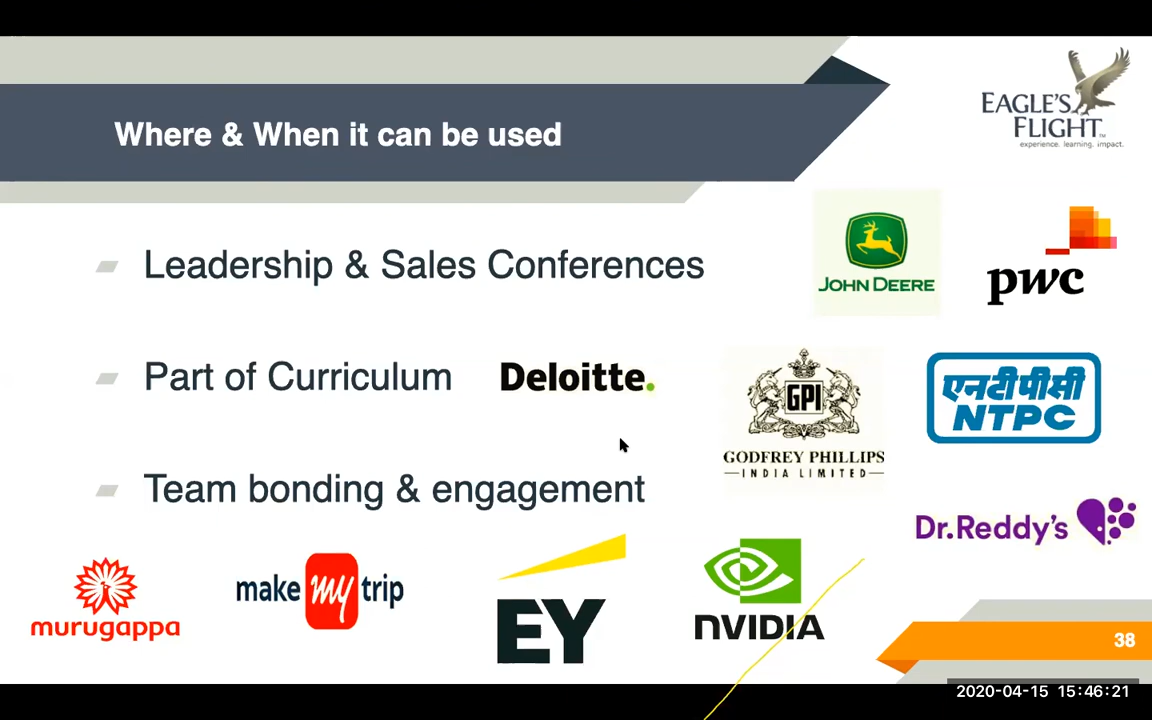 Where & When it can be used
EAGLE'S
FLIGHT™
experience. learning. impact.
Leadership & Sales Conferences
JOHN DEERE
pwc
Part of Curriculum
Deloitte.
GPI
GODFREY PHILLIPS
INDIA LIMITED
एनटीपीसी
NTPC
Team bonding & engagement
Dr.Reddy's
murugappa
make my trip
EY
NVIDIA
38
2020-04-15 15:46:21